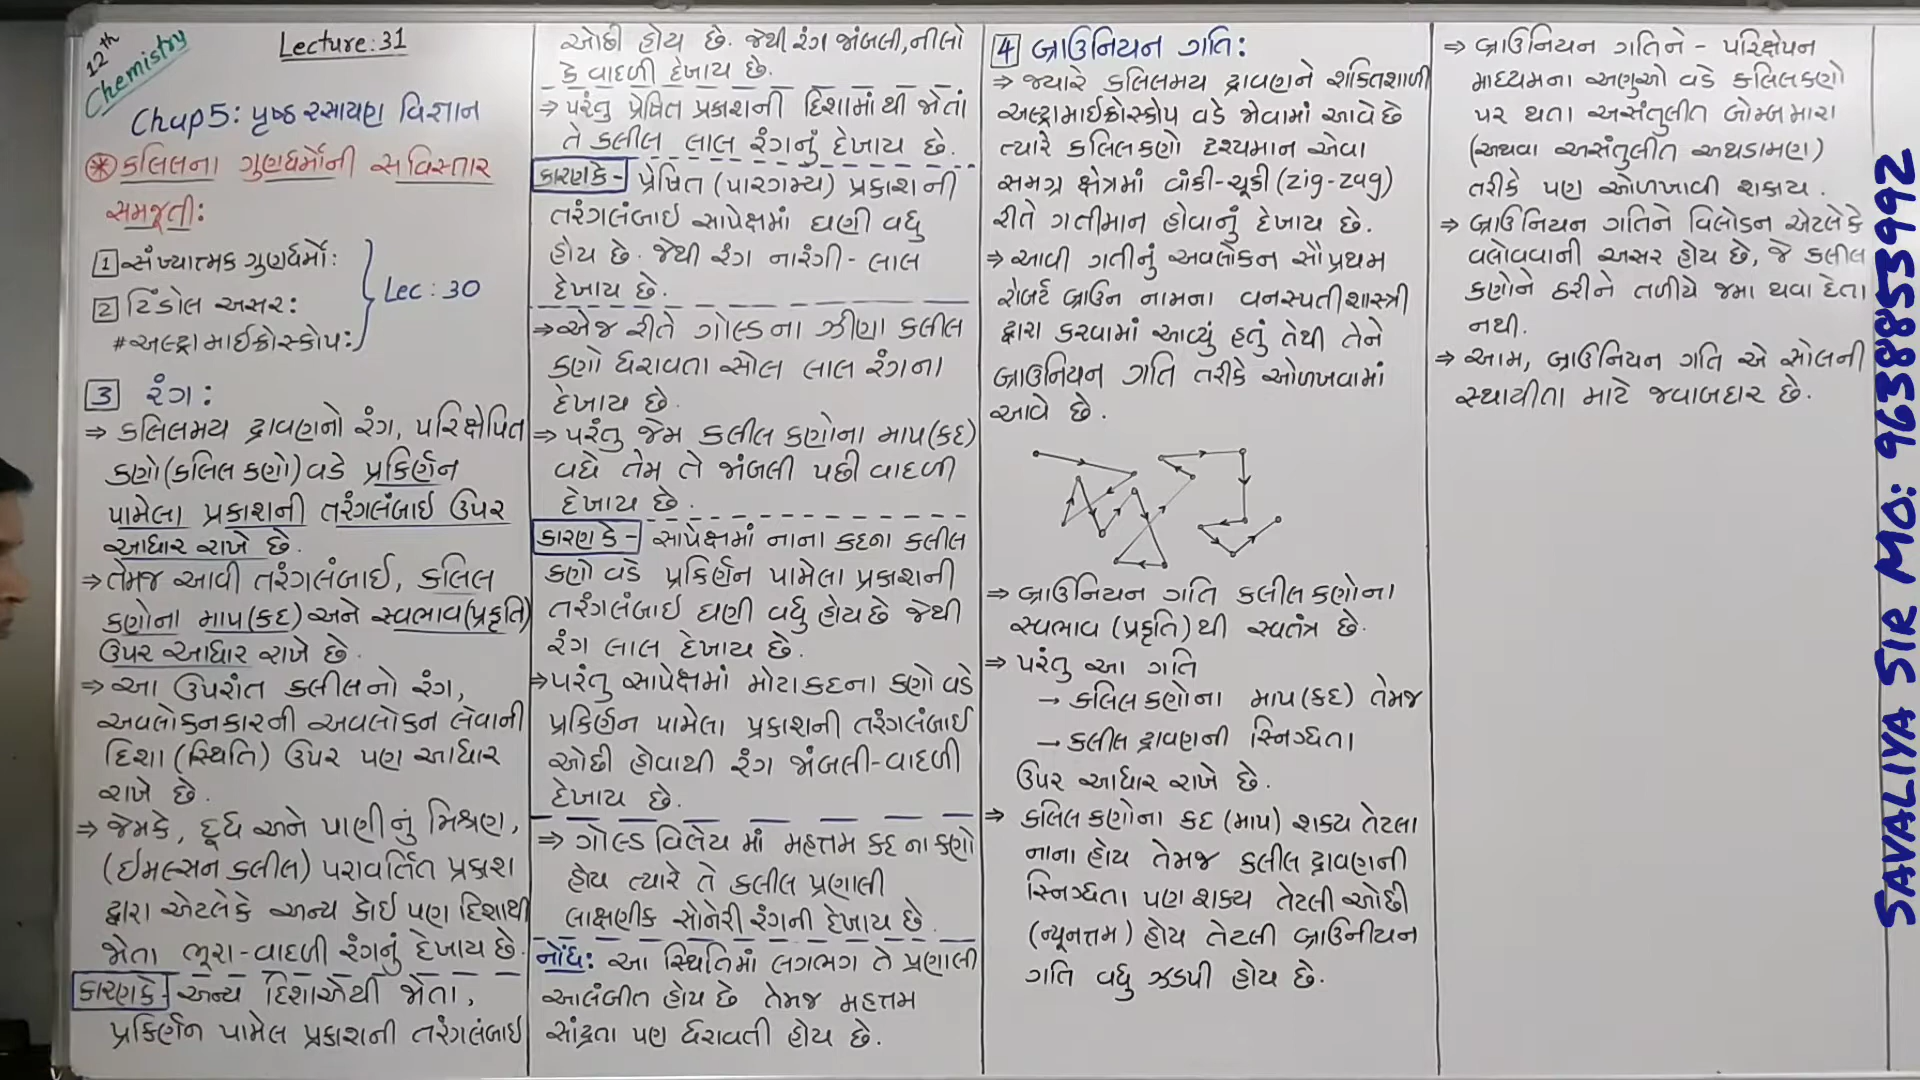 12th
Chemistry
Lecture: 31
Chap 5: પૃષ્ઠ રસાયણ વિજ્ઞાન
* કલિલના ગુણધર્મોની સવિસ્તાર
સમજૂતી:
1 સંખ્યાત્મક ગુણધર્મો:
2 ટિંડોલ અસર:
# અલ્ટ્રામાઈક્રોસ્કોપ:
Lec: 30
3 રંગ:
⇒ કલિલમય દ્રાવણનો રંગ, પરિક્ષેપિત
કણો(કલિલ કણો) વડે પ્રકિર્ણન
પામેલા પ્રકાશની તરંગલંબાઈ ઉપર
આધાર રાખે છે.
⇒ તેમજ આવી તરંગલંબાઈ, કલિલ
કણોના માપ(કદ) અને સ્વભાવ(પ્રકૃતિ)
ઉપર આધાર રાખે છે.
⇒ આ ઉપરાંત કલીલનો રંગ,
અવલોકનકારની અવલોકન લેવાની
દિશા (સ્થિતિ) ઉપર પણ આધાર
રાખે છે.
⇒ જેમકે, દૂધ અને પાણીનું મિશ્રણ,
(ઈમલ્સન કલીલ) પરાવર્તિત પ્રકાશ
દ્વારા એટલેકે અન્ય કોઈ પણ દિશાથી
જોતા ભૂરા-વાદળી રંગનું દેખાય છે.
કારણકે- અન્ય દિશાએથી જોતા,
પ્રકિર્ણન પામેલ પ્રકાશની તરંગલંબાઈ
ઓછી હોય છે. જેથી રંગ જાંબલી,નીલો
કે વાદળી દેખાય છે.
⇒ પરંતુ પ્રેષિત પ્રકાશની દિશામાં થી જોતાં
તે કલીલ લાલ રંગનું દેખાય છે.
કારણકે- પ્રેષિત (પારગમ્ય) પ્રકાશની
તરંગલંબાઈ સાપેક્ષમાં ઘણી વધુ
હોય છે. જેથી રંગ નારંગી-લાલ
દેખાય છે.
⇒ એજ રીતે ગોલ્ડના ઝીણા કલીલ
કણો ધરાવતા સોલ લાલ રંગના
દેખાય છે.
⇒ પરંતુ જેમ કલીલ કણોના માપ(કદ)
વધે તેમ તે જાંબલી પછી વાદળી
દેખાય છે.
કારણકે- સાપેક્ષમાં નાના કદના કલીલ
કણો વડે પ્રકિર્ણન પામેલા પ્રકાશની
તરંગલંબાઈ ઘણી વધુ હોય છે જેથી
રંગ લાલ દેખાય છે.
⇒ પરંતુ સાપેક્ષમાં મોટા કદના કણો વડે
પ્રકિર્ણન પામેલા પ્રકાશની તરંગલંબાઈ
ઓછી હોવાથી રંગ જાંબલી-વાદળી
દેખાય છે.
⇒ ગોલ્ડ વિલેય માં મહત્તમ કદ ના કણો
હોય ત્યારે તે કલીલ પ્રણાલી
લાક્ષણીક સોનેરી રંગની દેખાય છે.
નોંધ: આ સ્થિતિમાં લગભગ તે પ્રણાલી
આલંબીત હોય છે તેમજ મહત્તમ
સાંદ્રતા પણ ધરાવતી હોય છે.
4 બ્રાઉનિયન ગતિ:
⇒ જ્યારે કલિલમય દ્રાવણને શક્તિશાળી
અલ્ટ્રામાઈક્રોસ્કોપ વડે જોવામાં આવે છે
ત્યારે કલિલકણો દ્રશ્યમાન એવા
સમગ્ર ક્ષેત્રમાં વાંકી-ચૂકી(zig-zag)
રીતે ગતીમાન હોવાનું દેખાય છે.
⇒ આવી ગતીનું અવલોકન સૌ પ્રથમ
રોબર્ટ બ્રાઉન નામના વનસ્પતીશાસ્ત્રી
દ્વારા કરવામાં આવ્યું હતું તેથી તેને
બ્રાઉનિયન ગતિ તરીકે ઓળખવામાં
આવે છે.
⇒ બ્રાઉનિયન ગતિ કલીલકણોના
સ્વભાવ (પ્રકૃતિ) થી સ્વતંત્ર છે.
⇒ પરંતુ આ ગતિ
→ કલિલ કણોના માપ(કદ) તેમજ
→ કલીલ દ્રાવણની સ્નિગ્ધતા
ઉપર આધાર રાખે છે.
⇒ કલિલ કણોના કદ (માપ) શક્ય તેટલા
નાના હોય તેમજ કલીલ દ્રાવણની
સ્નિગ્ધતા પણ શક્ય તેટલી ઓછી
(ન્યૂનત્તમ) હોય તેટલી બ્રાઉનીયન
ગતિ વધુ ઝડપી હોય છે.
⇒ બ્રાઉનિયન ગતિને - પરિક્ષેપન
માધ્યમના અણુઓ વડે કલિલકણો
પર થતા અસંતુલીત બોમ્બમારા
(અથવા અસંતુલીત અથડામણ)
તરીકે પણ ઓળખાવી શકાય.
⇒ બ્રાઉનિયન ગતિને વિલોડન એટલેકે
વલોવવાની અસર હોય છે, જે કલીલ
કણોને ઠરીને તળીયે જમા થવા દેતા
નથી.
⇒ આમ, બ્રાઉનિયન ગતિ એ સોલની
સ્થાયીતા માટે જવાબદાર છે.
SAVALIYA SIR MO: 9638853992